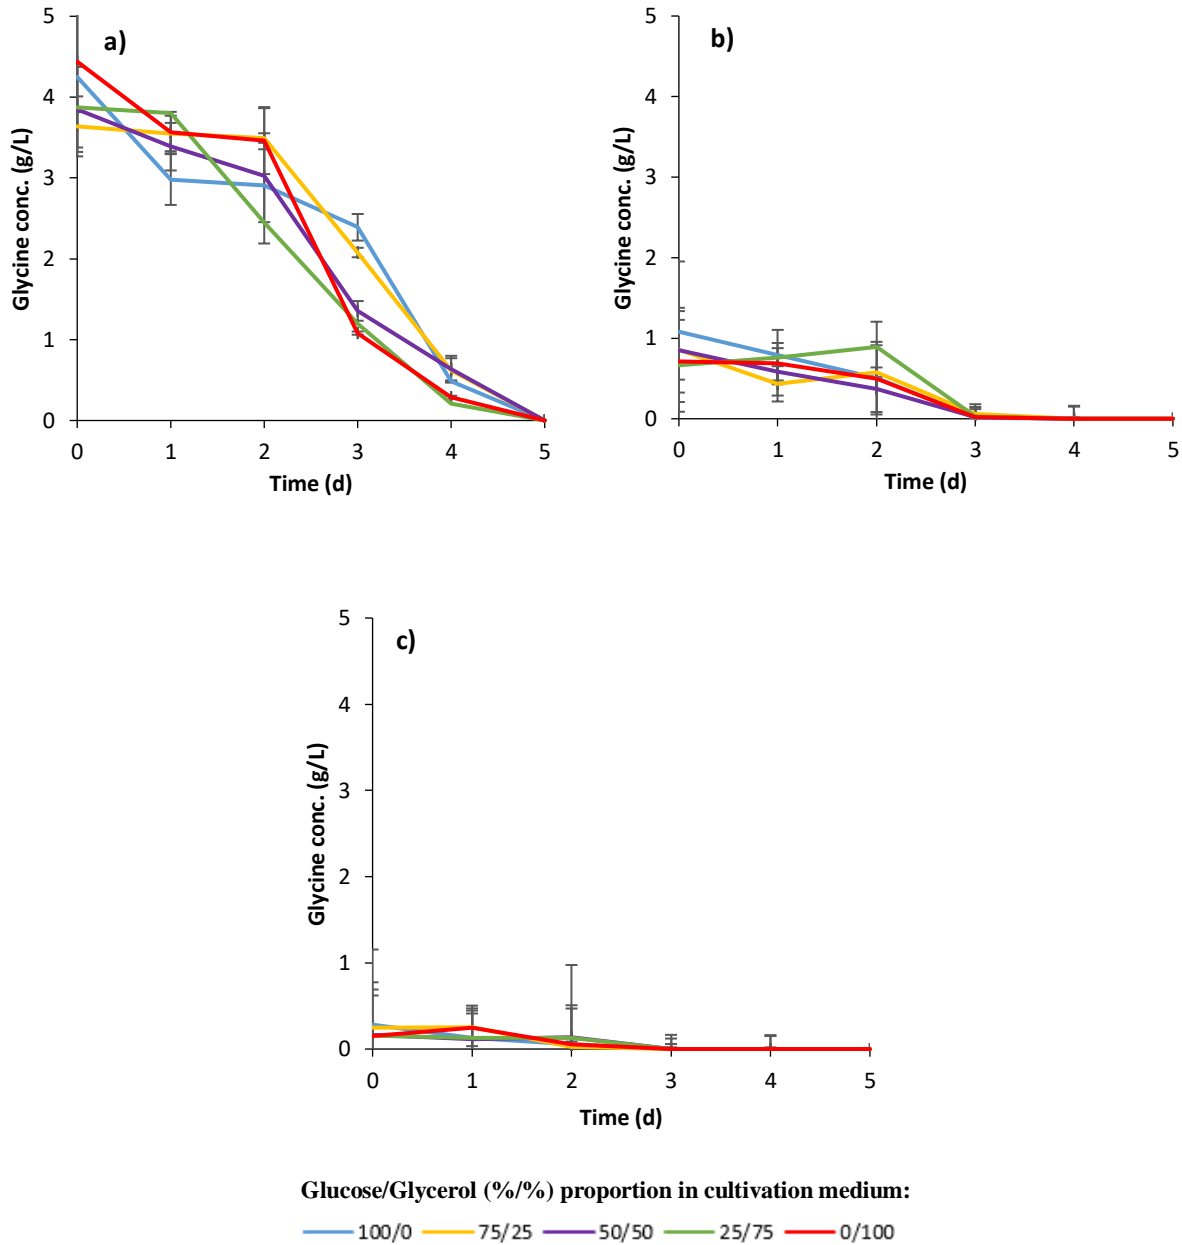 a)
5
4
3
2
1
0
Glycine conc. (g/L)
0 1 2 3 4 5
Time (d)
b)
5
4
3
2
1
0
Glycine conc. (g/L)
0 1 2 3 4 5
Time (d)
c)
5
4
3
2
1
0
Glycine conc. (g/L)
0 1 2 3 4 5
Time (d)
Glucose/Glycerol (%/%) proportion in cultivation medium:
100/0 75/25 50/50 25/75 0/100